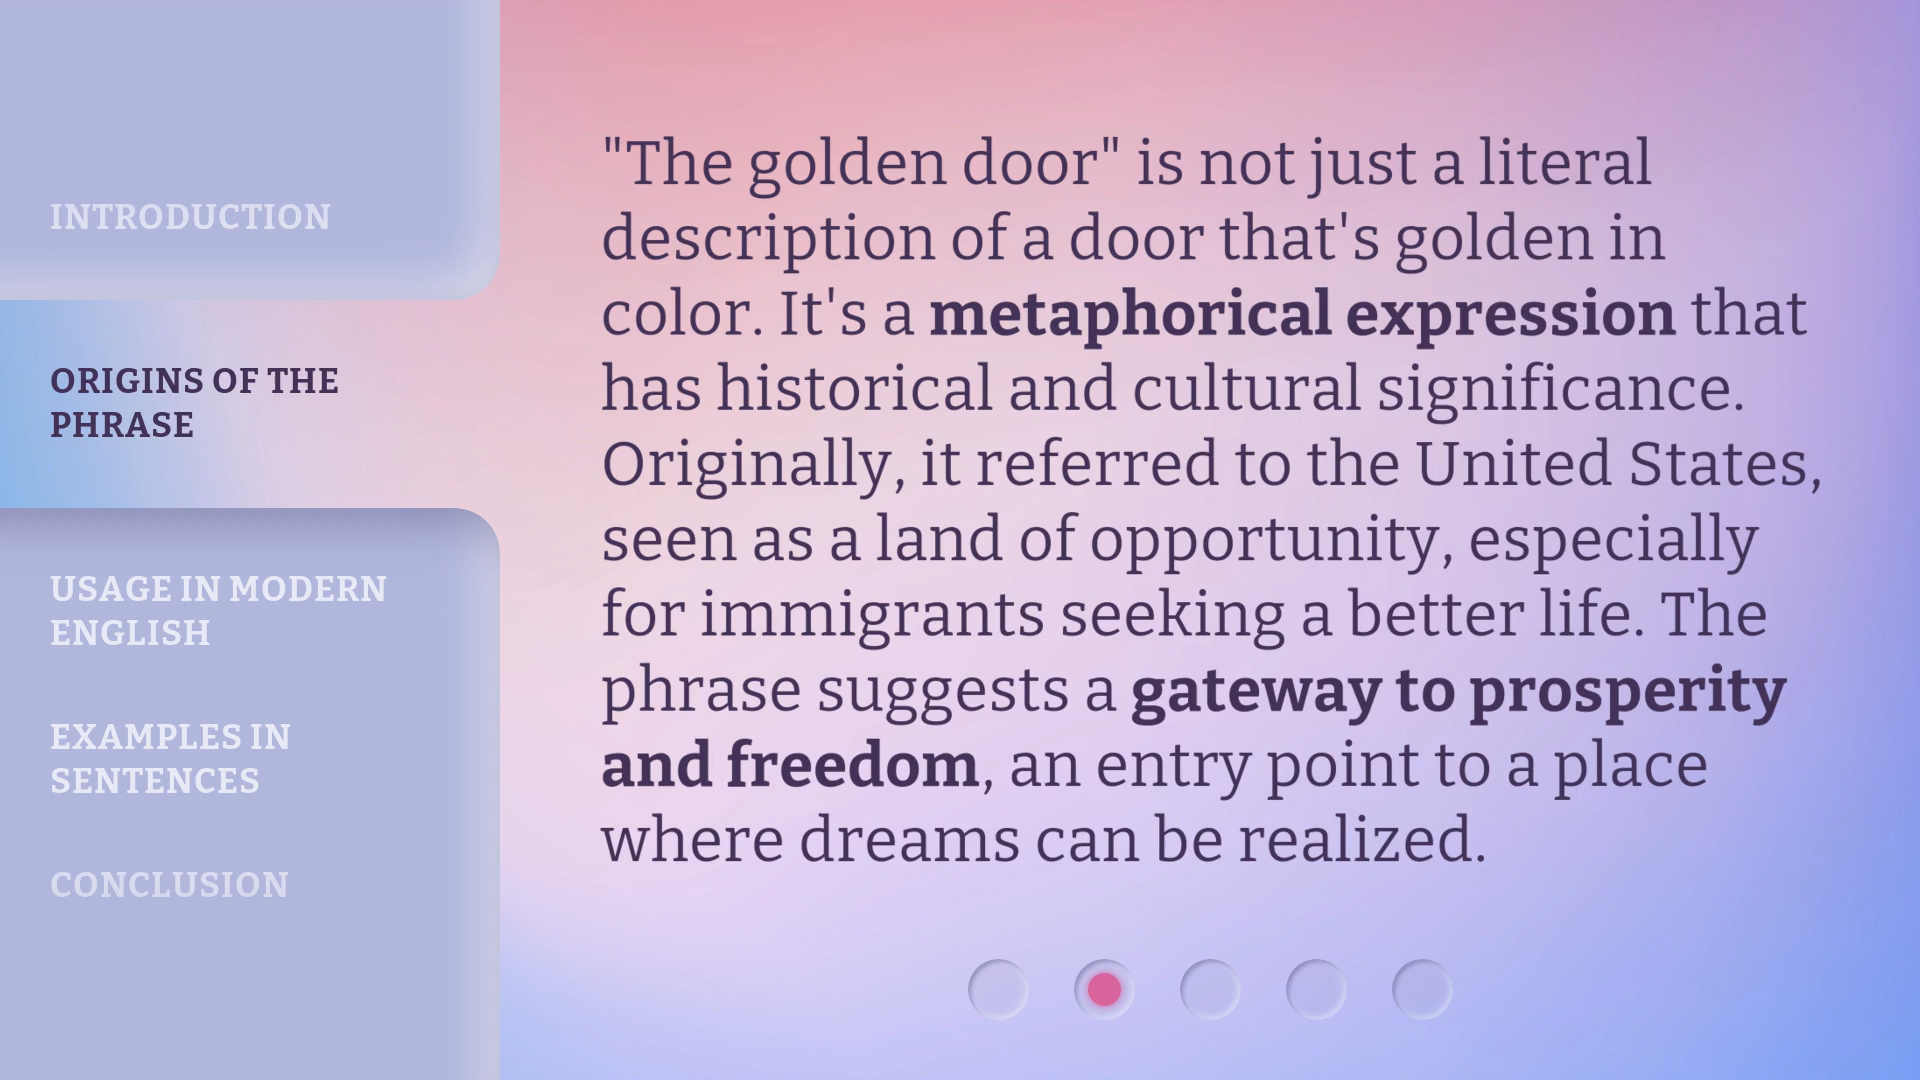 INTRODUCTION
ORIGINS OF THE
PHRASE
USAGE IN MODERN
ENGLISH
EXAMPLES IN
SENTENCES
CONCLUSION
"The golden door" is not just a literal
description of a door that's golden in
color. It's a metaphorical expression that
has historical and cultural significance.
Originally, it referred to the United States,
seen as a land of opportunity, especially
for immigrants seeking a better life. The
phrase suggests a gateway to prosperity
and freedom, an entry point to a place
where dreams can be realized.